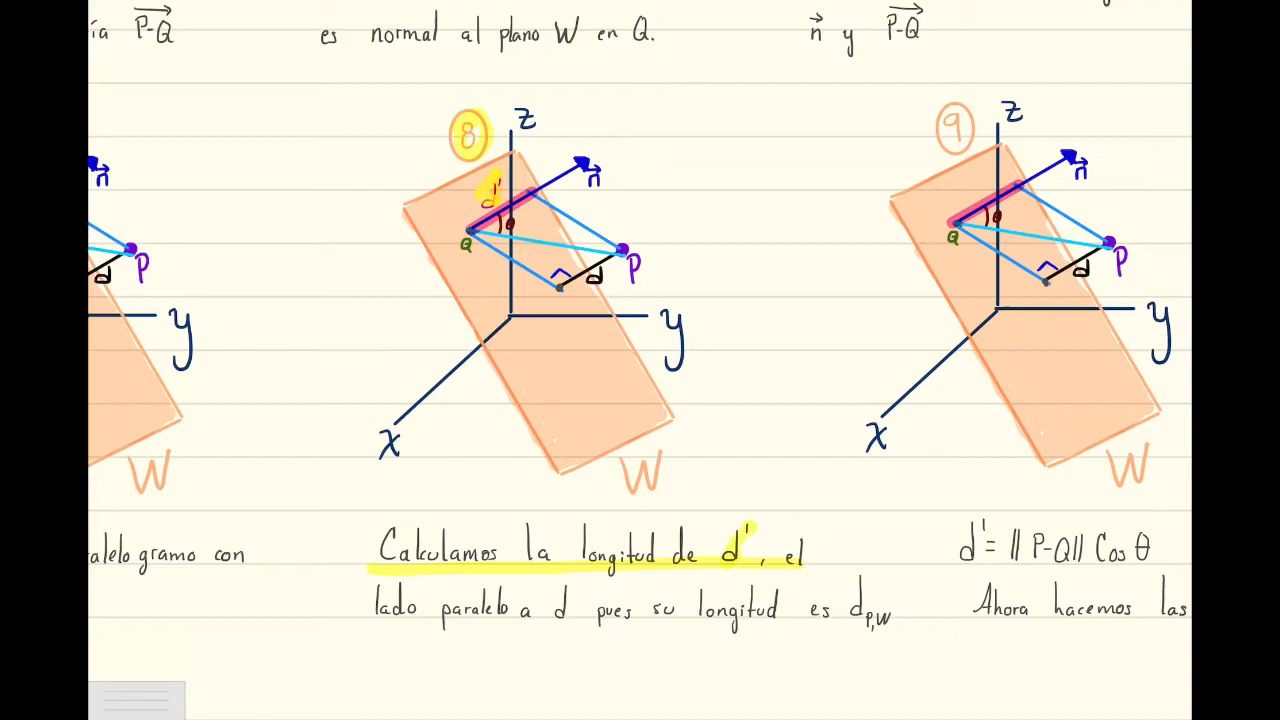 ía P-Q
es normal al plano W en Q.
n y P-Q
n
P
d
y
W
8
z
d'
n
θ
Q
P
d
y
x
W
9
z
n
θ
Q
P
d
y
x
W
alelogramo con
Calculamos la longitud de d', el
lado paralelo a d pues su longitud es d_{P,W}
d' = || P-Q || Cos θ
Ahora hacemos las